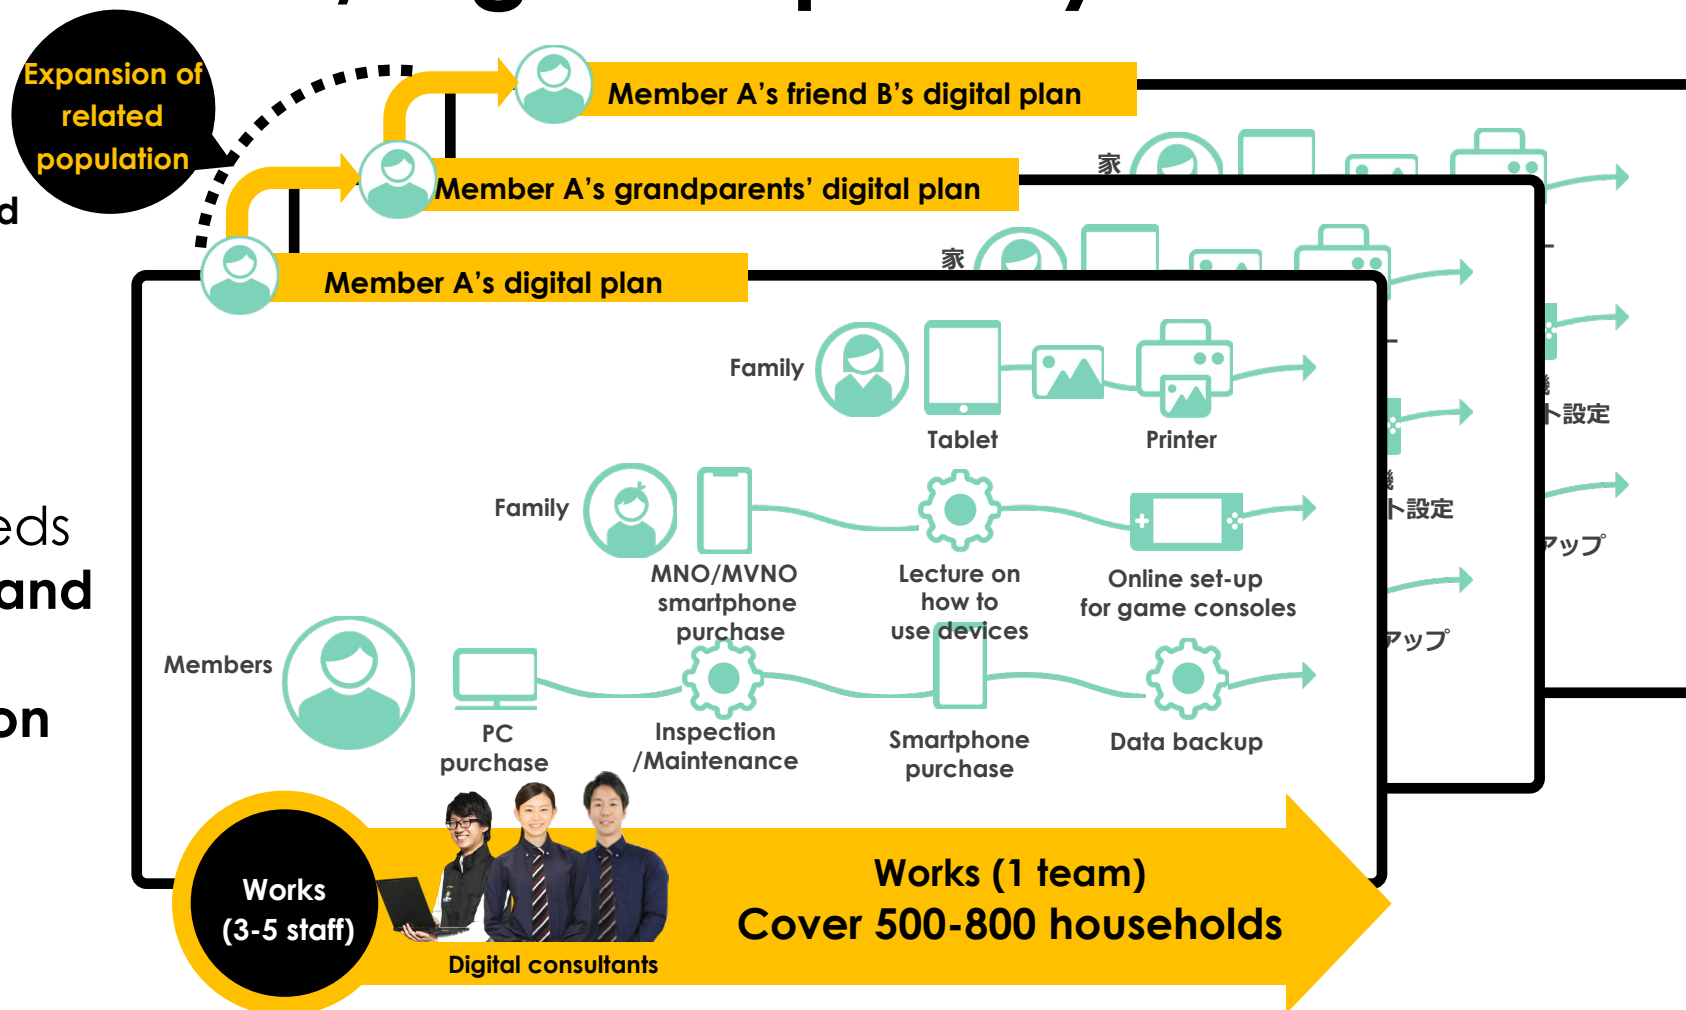 Expansion of
related
population
Member A's friend B's digital plan
家
Member A's grandparents' digital plan
家
Member A's digital plan
Family
Tablet
Printer
ト設定
Family
MNO/MVNO
smartphone
purchase
Lecture on
how to
use devices
Online set-up
for game consoles
ト設定
アップ
eds
and
アップ
Members
on
PC
purchase
Inspection
/Maintenance
Smartphone
purchase
Data backup
Works
(3-5 staff)
Digital consultants
Works (1 team)
Cover 500-800 households